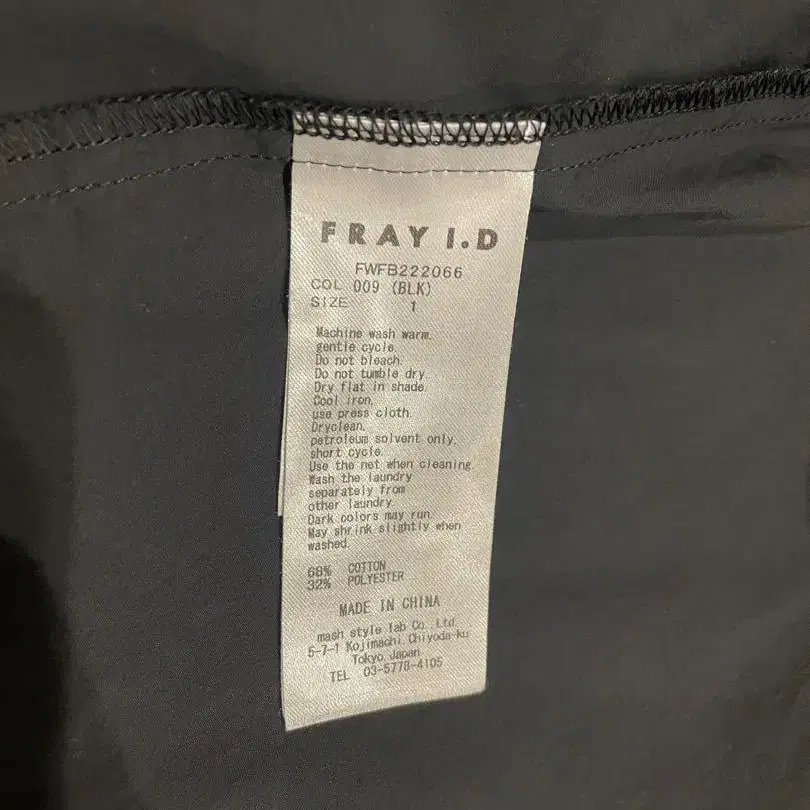 FRAY I.D
FWFB222066
COL 009 (BLK)
SIZE 1
Machine wash warm.
gentle cycle.
Do not bleach.
Do not tumble dry.
Dry flat in shade.
Cool iron.
use press cloth.
Dryclean.
petroleum solvent only.
short cycle.
Use the net when cleaning.
Wash the laundry
separately from
other laundry.
Dark colors may run.
May shrink slightly when
washed.
68% COTTON
32% POLYESTER
MADE IN CHINA
mash style lab Co. Ltd.
5-7-1 Kojimachi Chiyoda-ku
Tokyo, Japan
TEL 03-5778-4105